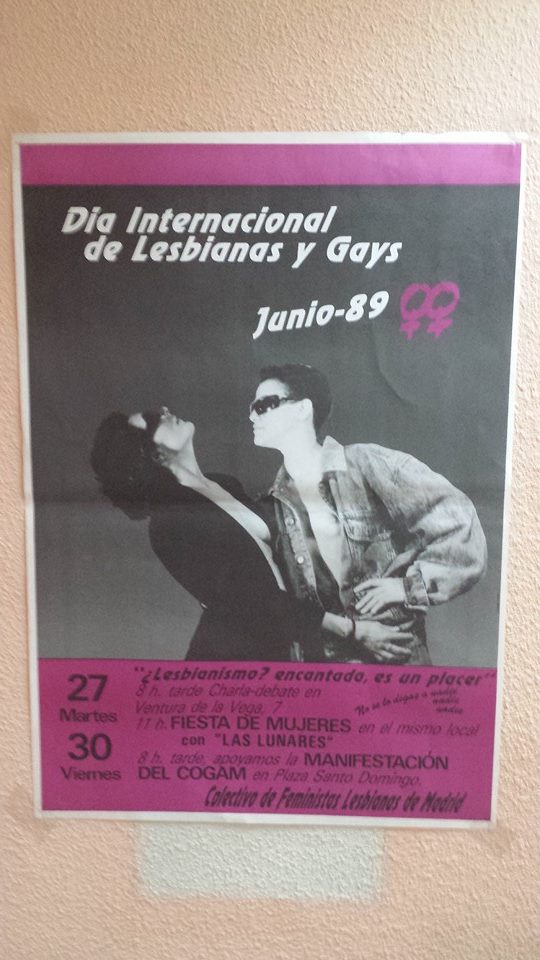 Dia Internacional
de Lesbianas y Gays
Junio-89
"¿Lesbianismo? encantada, es un placer"
27
Martes
8 h. tarde Charla-debate en
Ventura de la Vega, 7
No se lo digas a nadie
nadie
nadie
11 h. FIESTA DE MUJERES en el mismo local
con "LAS LUNARES"
30
Viernes
8 h. tarde, apoyamos la MANIFESTACIÓN
DEL COGAM en Plaza Santo Domingo.
Colectivo de Feministas Lesbianas de Madrid